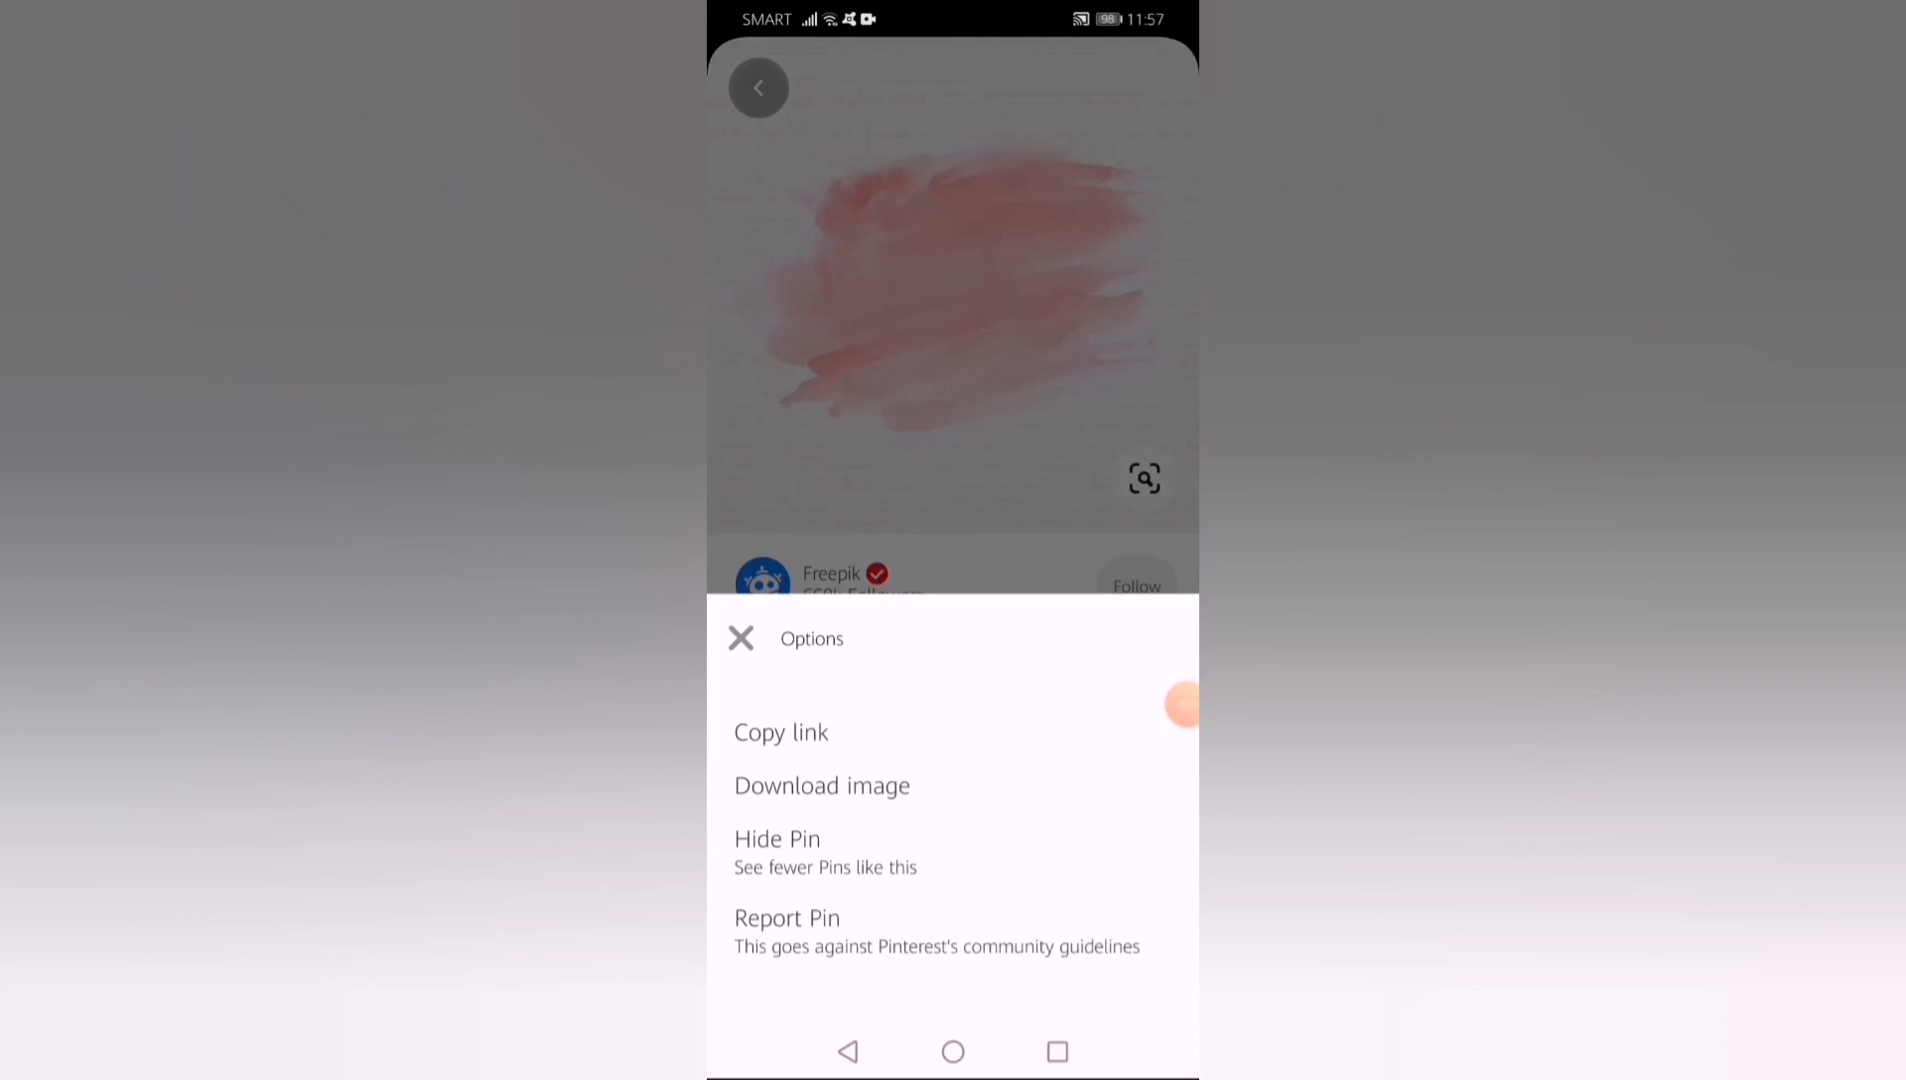 SMART
98 11:57
Freepik
Follow
Options
Copy link
Download image
Hide Pin
See fewer Pins like this
Report Pin
This goes against Pinterest's community guidelines